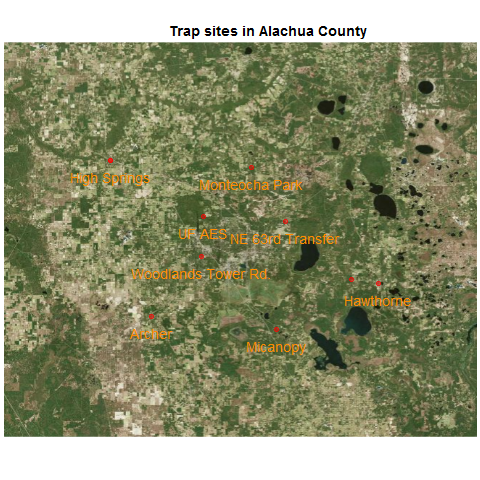 Trap sites in Alachua County
High Springs
Monteocha Park
UF AES
NE 53rd Transfer
Woodlands Tower Rd
Hawthorne
Archer
Micanopy